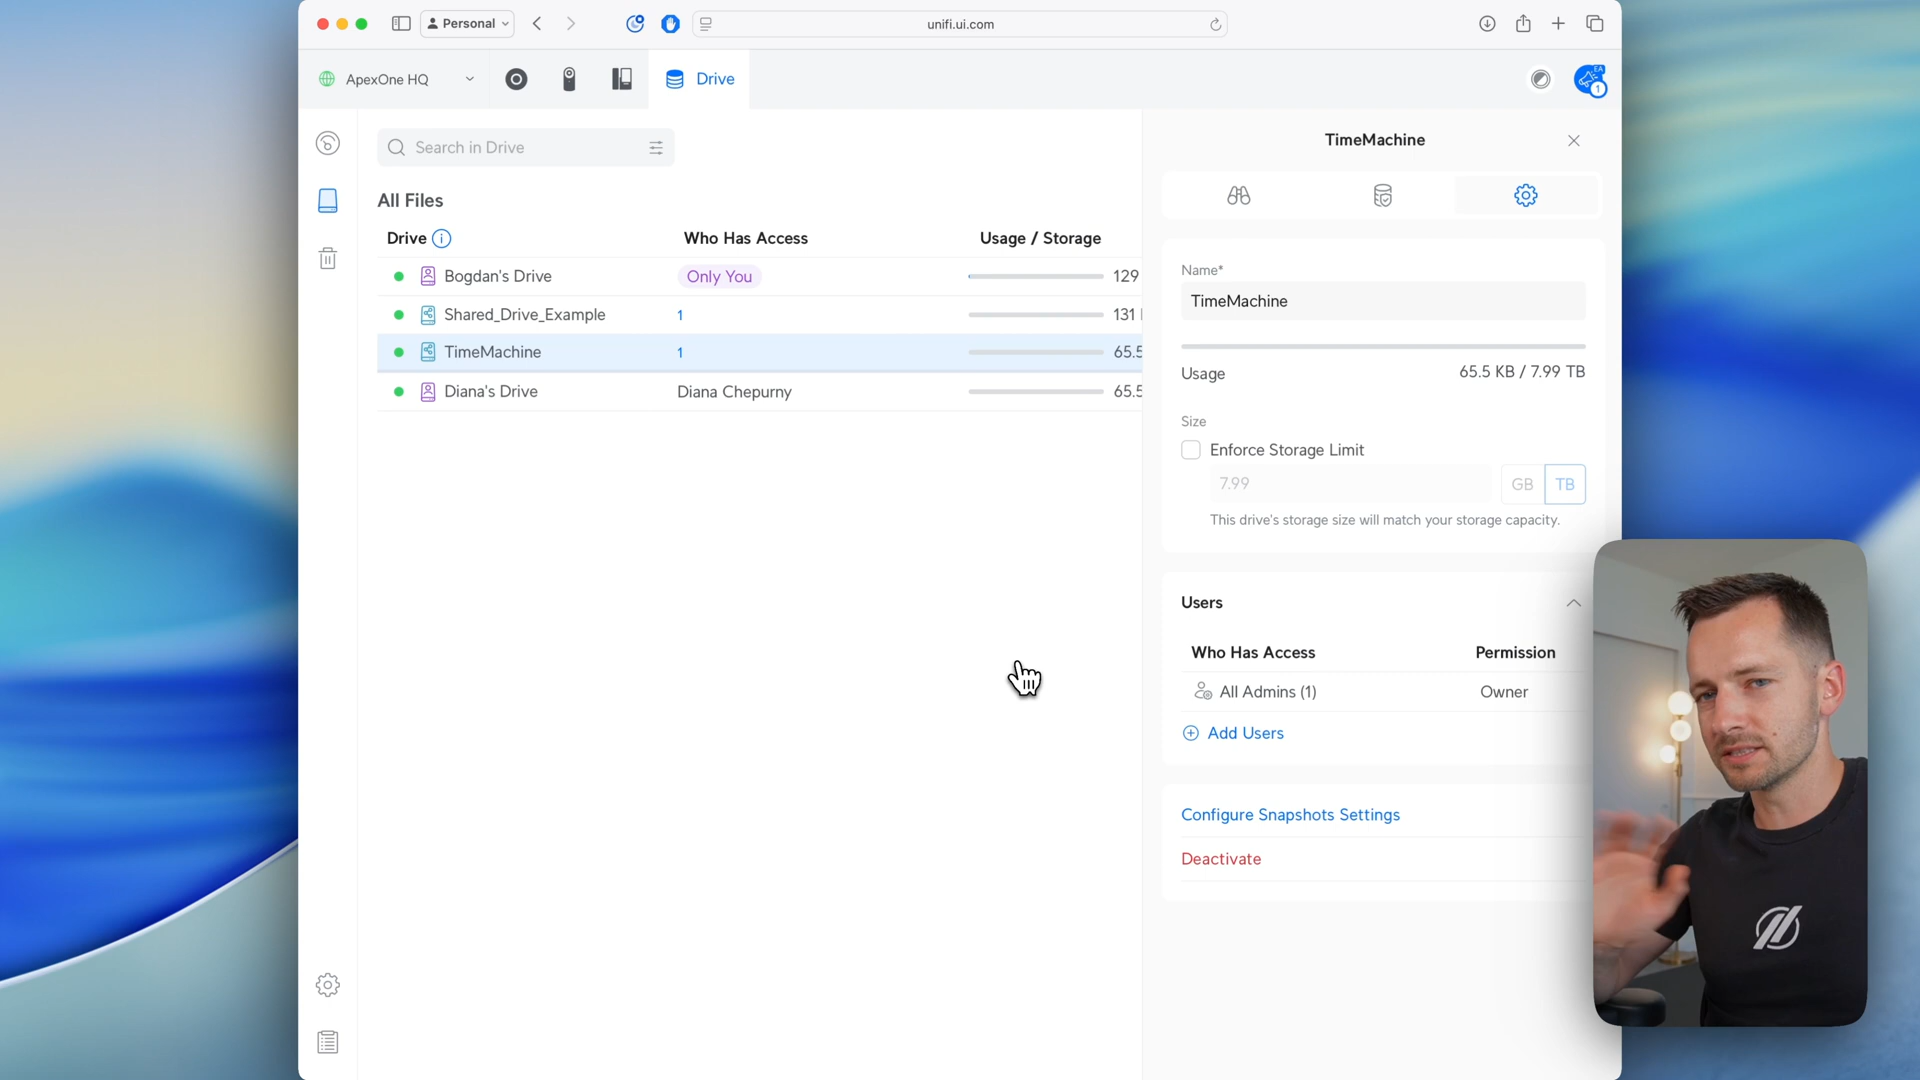 Personal
unifi.ui.com
ApexOne HQ
Drive
EA
1
Search in Drive
All Files
Drive
Who Has Access
Usage / Storage
Bogdan's Drive
Only You
129
Shared_Drive_Example
1
131
TimeMachine
1
65.5
Diana's Drive
Diana Chepurny
65.5
TimeMachine
Name*
TimeMachine
Usage
65.5 KB / 7.99 TB
Size
Enforce Storage Limit
7.99
GB
TB
This drive's storage size will match your storage capacity.
Users
Who Has Access
Permission
All Admins (1)
Owner
Add Users
Configure Snapshots Settings
Deactivate